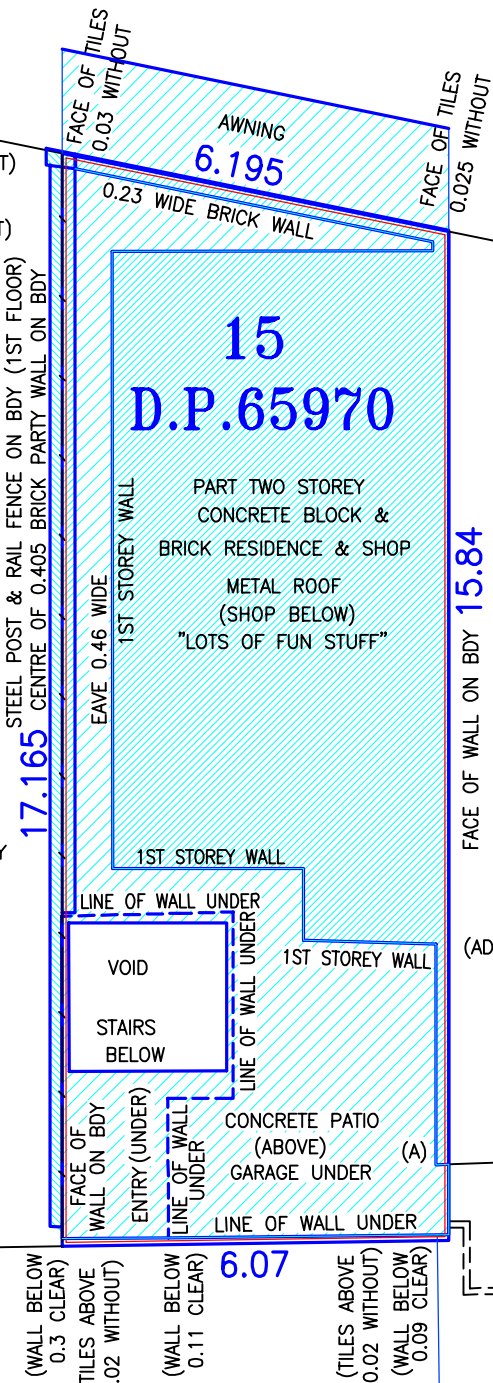 FACE OF TILES
0.03 WITHOUT
AWNING
6.195
FACE OF TILES
0.025 WITHOUT
0.23 WIDE BRICK WALL
T)
T)
15
D.P.65970
STEEL POST & RAIL FENCE ON BDY (1ST FLOOR)
CENTRE OF 0.405 BRICK PARTY WALL ON BDY
17.165
EAVE 0.46 WIDE
1ST STOREY WALL
PART TWO STOREY
CONCRETE BLOCK &
BRICK RESIDENCE & SHOP
METAL ROOF
(SHOP BELOW)
"LOTS OF FUN STUFF"
15.84
FACE OF WALL ON BDY
Y
1ST STOREY WALL
LINE OF WALL UNDER
1ST STOREY WALL
(AD
VOID
STAIRS
BELOW
LINE OF WALL UNDER
FACE OF
WALL ON BDY
ENTRY (UNDER)
LINE OF WALL
UNDER
CONCRETE PATIO
(ABOVE)
GARAGE UNDER
(A)
LINE OF WALL UNDER
6.07
(WALL BELOW
0.3 CLEAR)
TILES ABOVE
.02 WITHOUT)
(WALL BELOW
0.11 CLEAR)
(TILES ABOVE
0.02 WITHOUT)
(WALL BELOW
0.09 CLEAR)